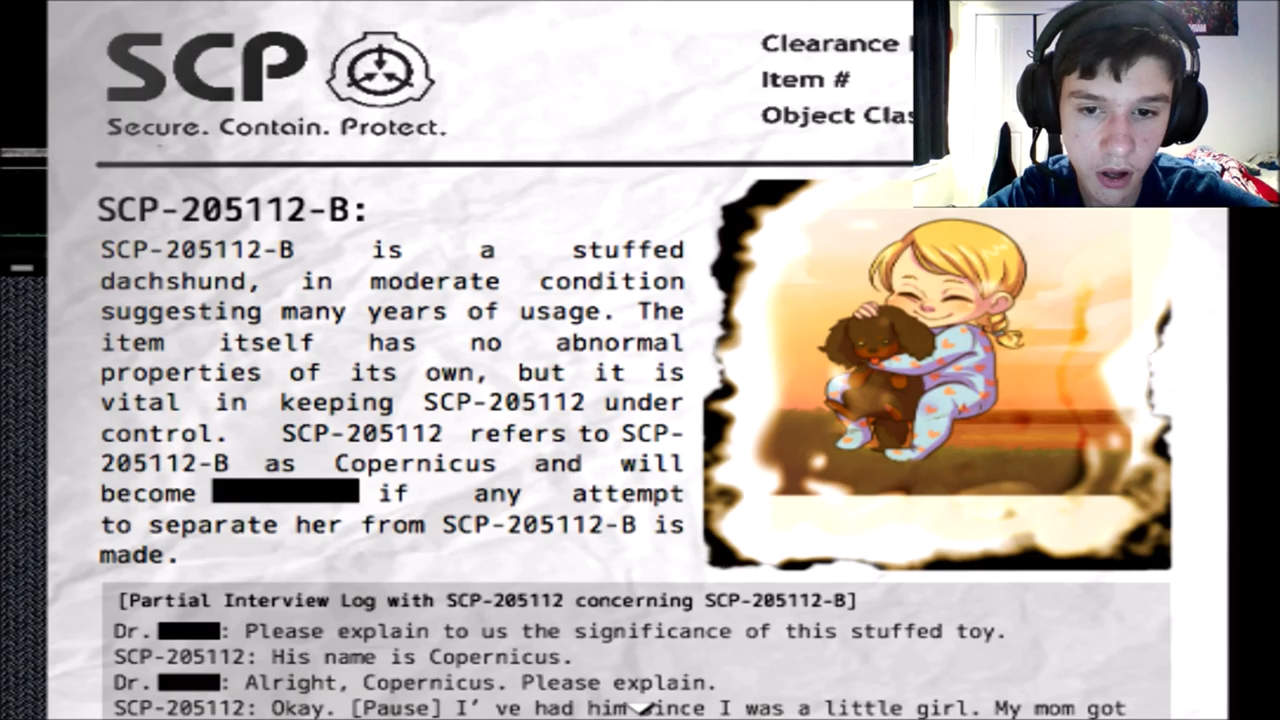 SCP
Secure. Contain. Protect.
Clearance
Item #
Object Clas
SCP-205112-B:
SCP-205112-B is a stuffed
dachshund, in moderate condition
suggesting many years of usage. The
item itself has no abnormal
properties of its own, but it is
vital in keeping SCP-205112 under
control. SCP-205112 refers to SCP-
205112-B as Copernicus and will
become if any attempt
to separate her from SCP-205112-B is
made.
[Partial Interview Log with SCP-205112 concerning SCP-205112-B]
Dr. : Please explain to us the significance of this stuffed toy.
SCP-205112: His name is Copernicus.
Dr. : Alright, Copernicus. Please explain.
SCP-205112: Okay. [Pause] I' ve had him since I was a little girl. My mom got